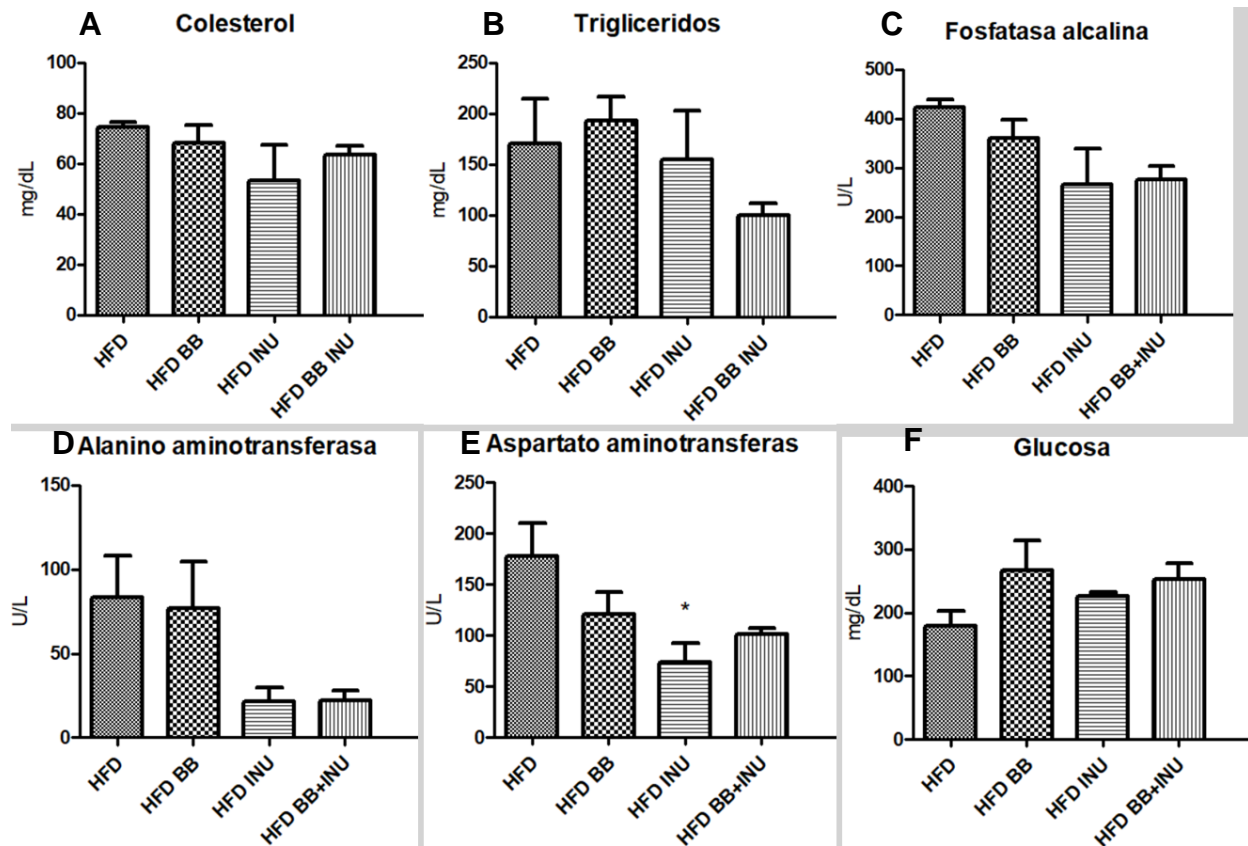 A Colesterol
mg/dL
100
80
60
40
20
0
HFD
HFD BB
HFD INU
HFD BB INU
B Trigliceridos
mg/dL
250
200
150
100
50
0
HFD
HFD BB
HFD INU
HFD BB INU
C Fosfatasa alcalina
U/L
500
400
300
200
100
0
HFD
HFD BB
HFD INU
HFD BB+INU
D Alanino aminotransferasa
U/L
150
100
50
0
HFD
HFD BB
HFD INU
HFD BB+INU
E Aspartato aminotransferas
U/L
250
200
150
100
50
0
*
HFD
HFD BB
HFD INU
HFD BB+INU
F Glucosa
mg/dL
400
300
200
100
0
HFD
HFD BB
HFD INU
HFD BB+INU